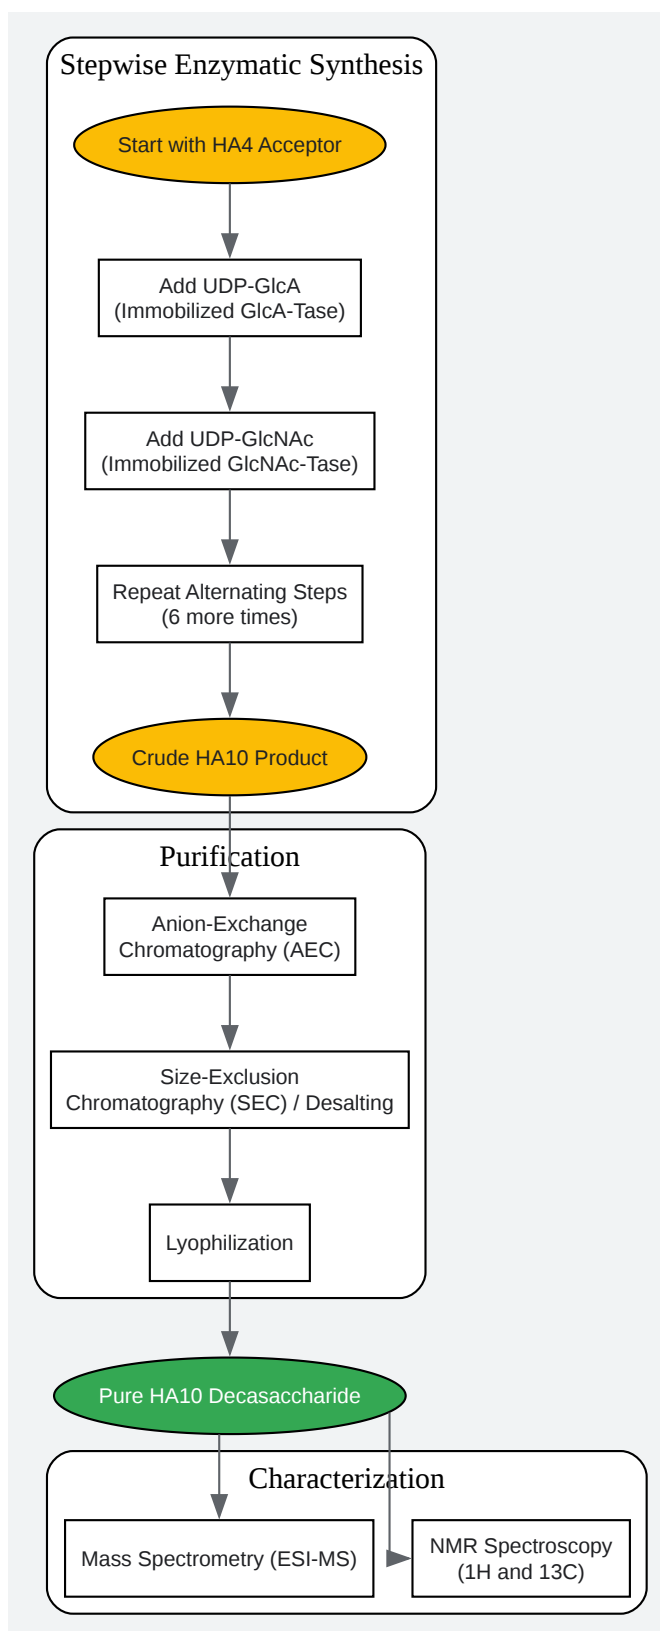 Stepwise Enzymatic Synthesis
Start with HA4 Acceptor
Add UDP-GlcA
(Immobilized GlcA-Tase)
Add UDP-GlcNAc
(Immobilized GlcNAc-Tase)
Repeat Alternating Steps
(6 more times)
Crude HA10 Product
Purification
Anion-Exchange
Chromatography (AEC)
Size-Exclusion
Chromatography (SEC) / Desalting
Lyophilization
Pure HA10 Decasaccharide
Characterization
Mass Spectrometry (ESI-MS)
NMR Spectroscopy
(1H and 13C)